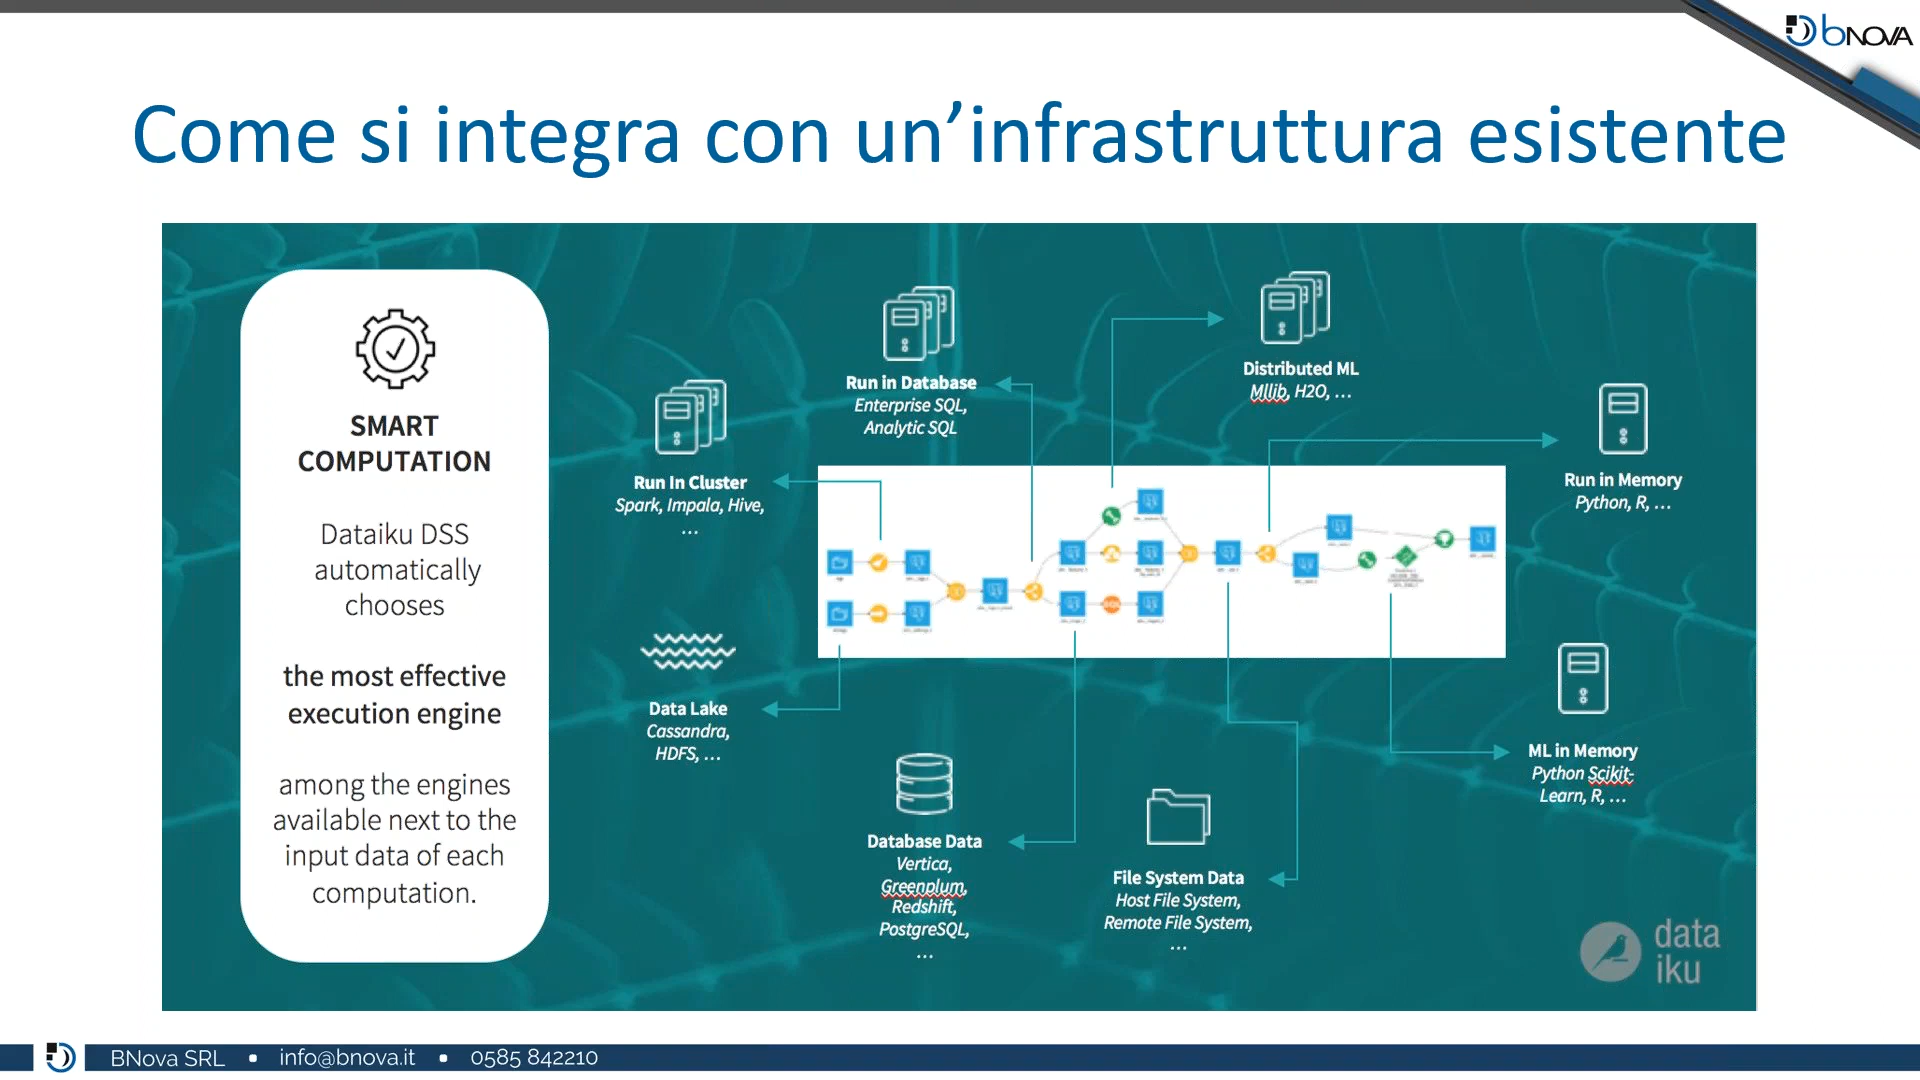 bNOVA
Come si integra con un’infrastruttura esistente
SMART
COMPUTATION
Dataiku DSS
automatically
chooses
the most effective
execution engine
among the engines
available next to the
input data of each
computation.
Run In Cluster
Spark, Impala, Hive,
...
Run in Database
Enterprise SQL,
Analytic SQL
Distributed ML
Mllib, H2O, ...
Run in Memory
Python, R, ...
Data Lake
Cassandra,
HDFS, ...
Database Data
Vertica,
Greenplum,
Redshift,
PostgreSQL,
...
File System Data
Host File System,
Remote File System,
...
ML in Memory
Python Scikit-
Learn, R, ...
data
iku
BNova SRL • info@bnova.it • 0585 842210